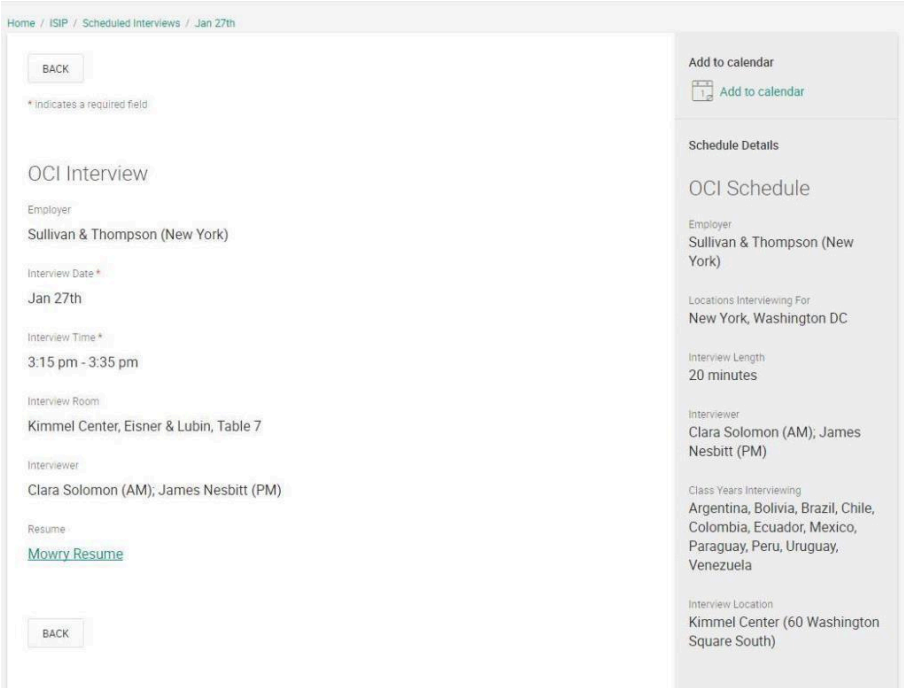 Home / ISIP / Scheduled Interviews / Jan 27th
BACK
* indicates a required field
OCI Interview
Employer
Sullivan & Thompson (New York)
Interview Date *
Jan 27th
Interview Time *
3:15 pm - 3:35 pm
Interview Room
Kimmel Center, Eisner & Lubin, Table 7
Interviewer
Clara Solomon (AM); James Nesbitt (PM)
Resume
Mowry Resume
BACK
Add to calendar
1
Add to calendar
Schedule Details
OCI Schedule
Employer
Sullivan & Thompson (New
York)
Locations Interviewing For
New York, Washington DC
Interview Length
20 minutes
Interviewer
Clara Solomon (AM); James
Nesbitt (PM)
Class Years Interviewing
Argentina, Bolivia, Brazil, Chile,
Colombia, Ecuador, Mexico,
Paraguay, Peru, Uruguay,
Venezuela
Interview Location
Kimmel Center (60 Washington
Square South)